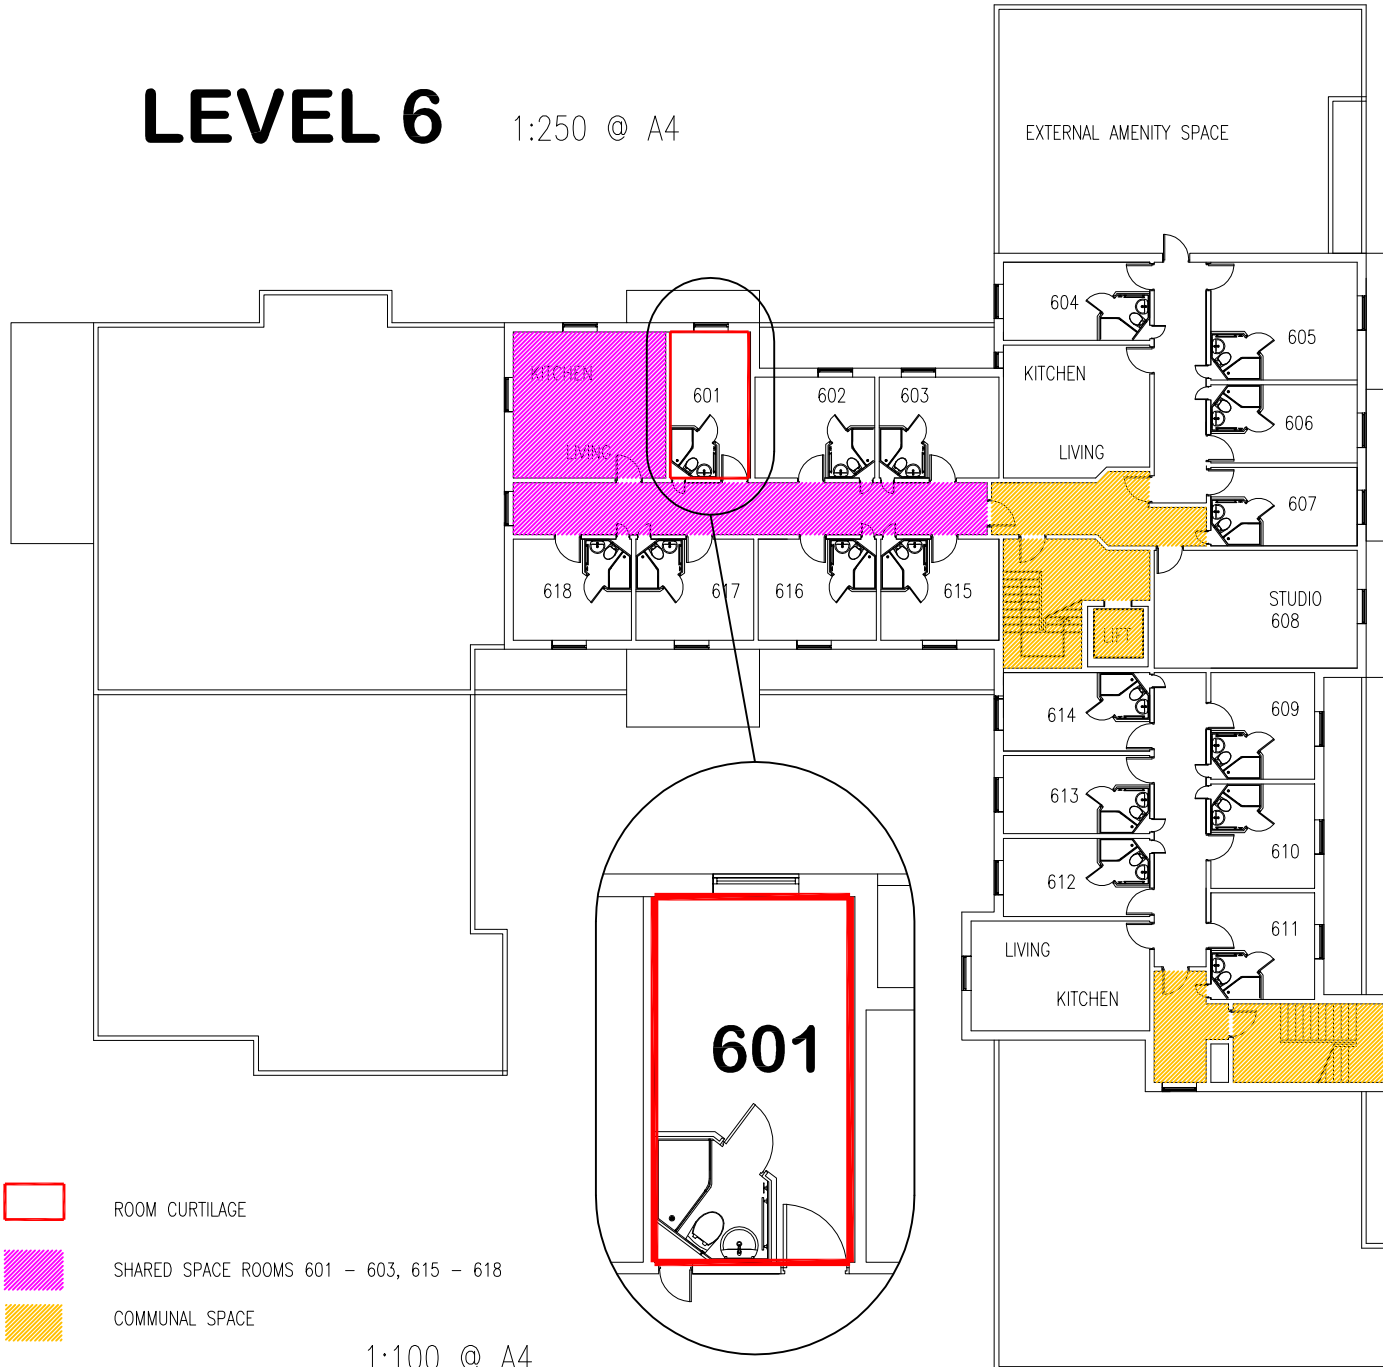 LEVEL 6 1:250 @ A4
EXTERNAL AMENITY SPACE
604
605
KITCHEN
601
602
603
KITCHEN
606
LIVING
LIVING
607
618
617
616
615
STUDIO
608
LIFT
614
609
613
610
612
611
LIVING
KITCHEN
601
ROOM CURTILAGE
SHARED SPACE ROOMS 601 - 603, 615 - 618
COMMUNAL SPACE
1:100 @ A4